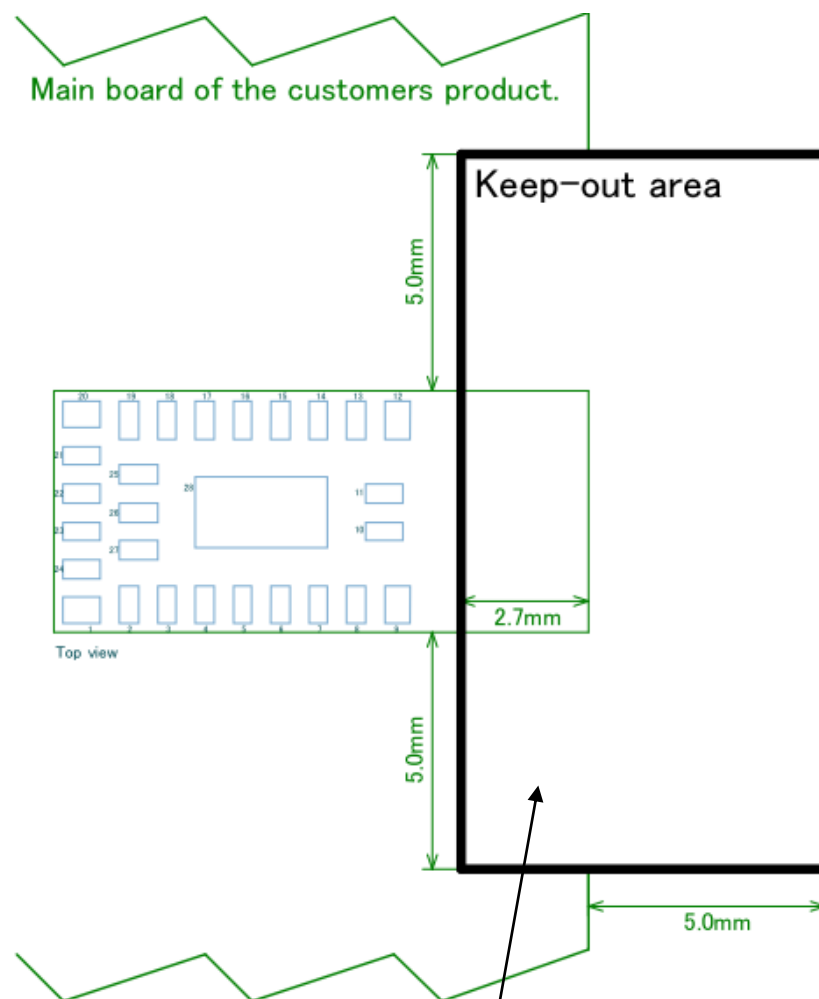 Main board of the customers product.
Keep-out area
5.0mm
20 19 18 17 16 15 14 13 12
21
25
22
28
11
26
23
10
27
24
2.7mm
1 2 3 4 5 6 7 8 9
Top view
5.0mm
5.0mm